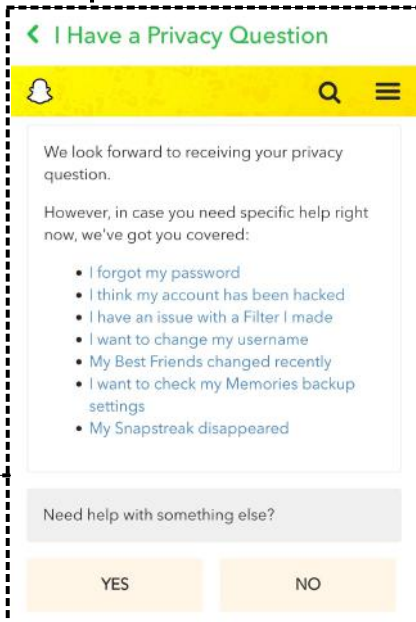 I Have a Privacy Question
We look forward to receiving your privacy
question.
However, in case you need specific help right
now, we've got you covered:
• I forgot my password
• I think my account has been hacked
• I have an issue with a Filter I made
• I want to change my username
• My Best Friends changed recently
• I want to check my Memories backup
settings
• My Snapstreak disappeared
Need help with something else?
YES NO